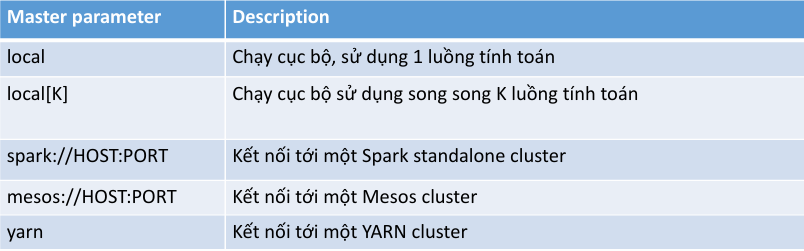 Master parameter Description
local Chạy cục bộ, sử dụng 1 luồng tính toán
local[K] Chạy cục bộ sử dụng song song K luồng tính toán
spark://HOST:PORT Kết nối tới một Spark standalone cluster
mesos://HOST:PORT Kết nối tới một Mesos cluster
yarn Kết nối tới một YARN cluster